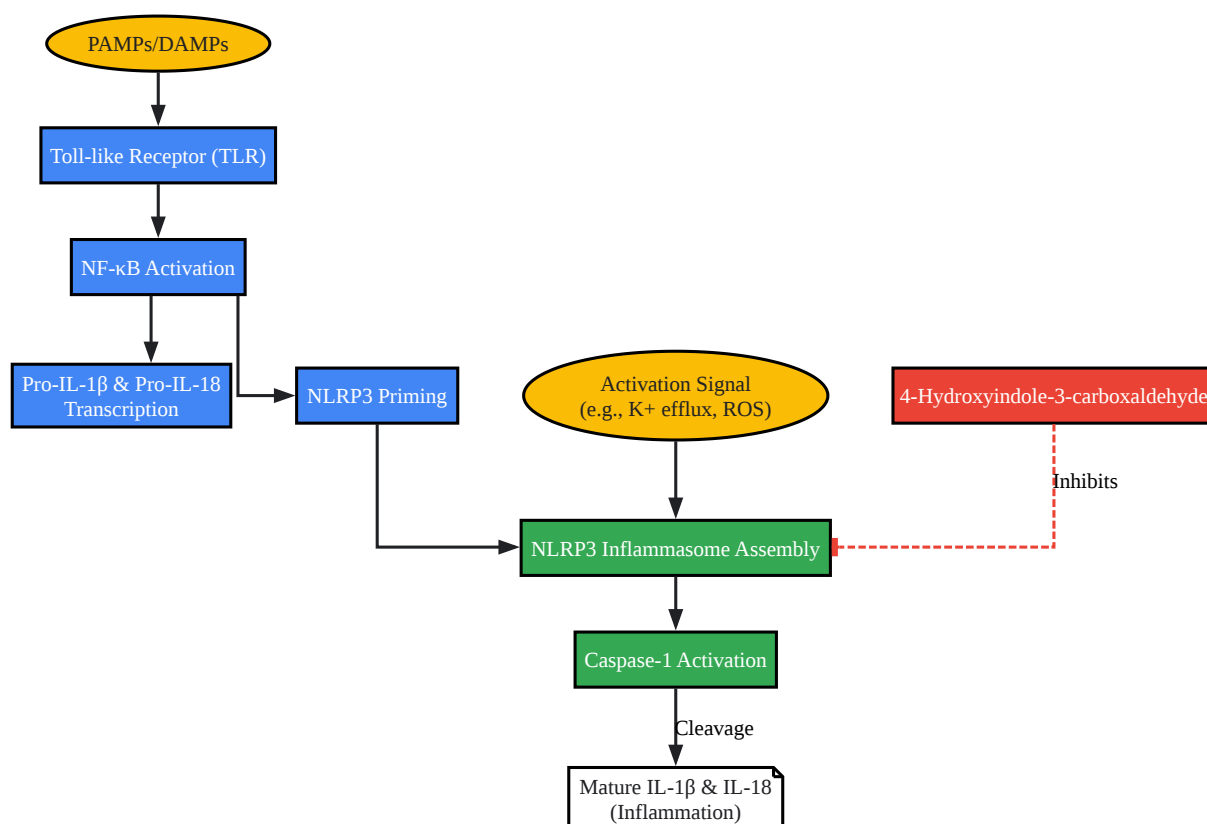 PAMPs/DAMPs
Toll-like Receptor (TLR)
NF-κB Activation
Pro-IL-1β & Pro-IL-18
Transcription
NLRP3 Priming
Activation Signal
(e.g., K+ efflux, ROS)
4-Hydroxyindole-3-carboxaldehyde
Inhibits
NLRP3 Inflammasome Assembly
Caspase-1 Activation
Cleavage
Mature IL-1β & IL-18
(Inflammation)